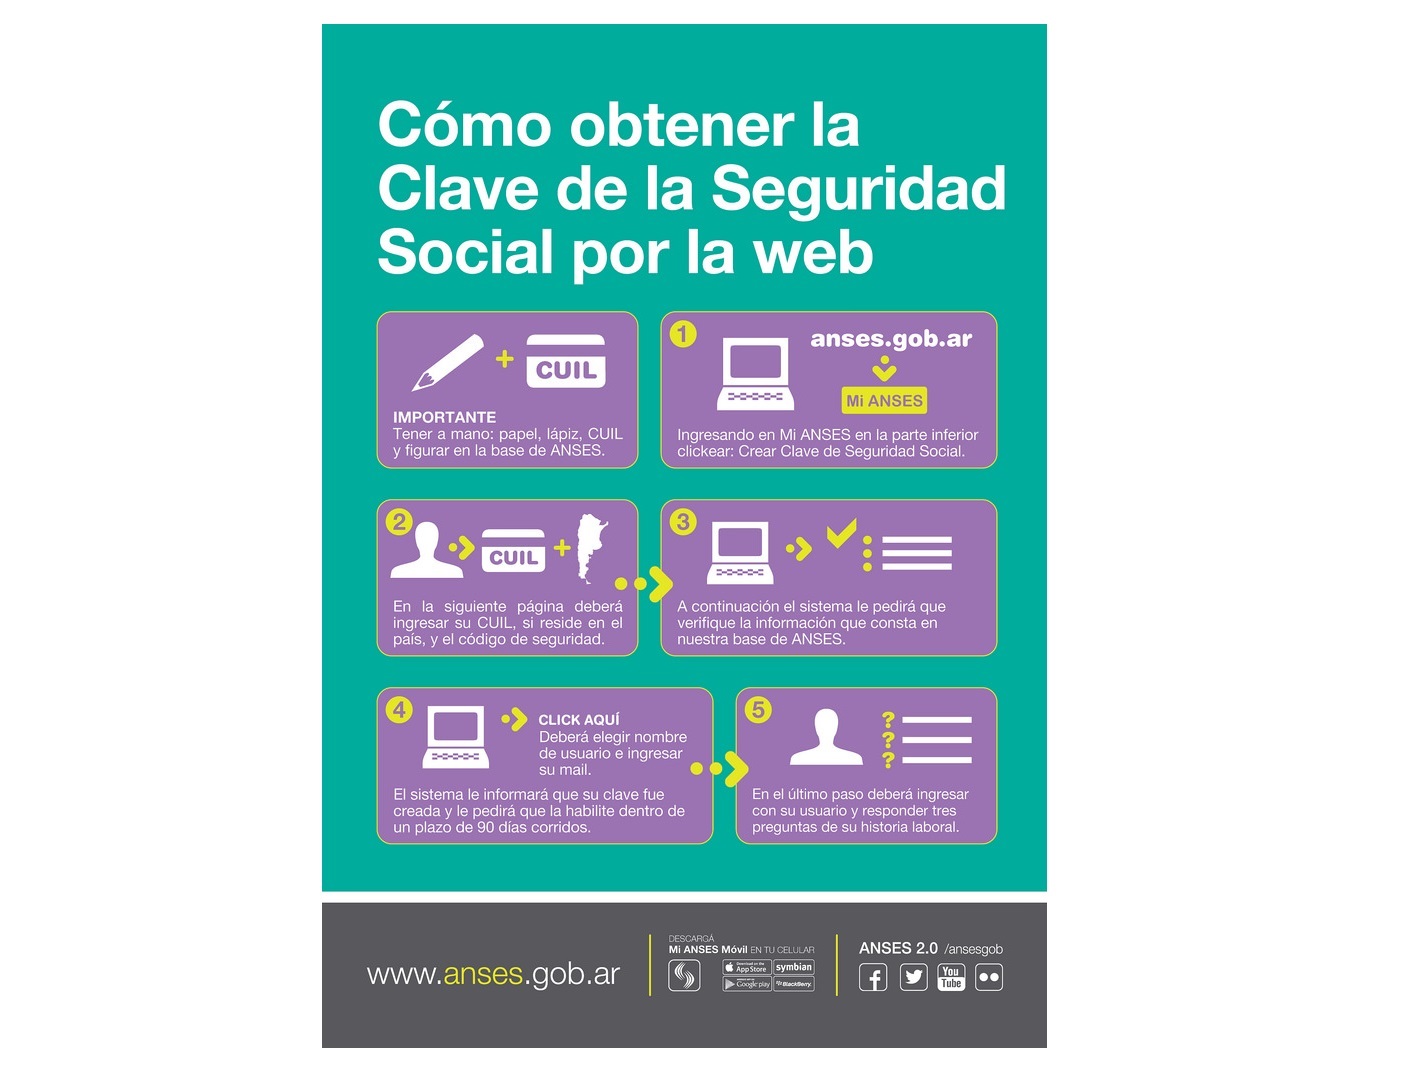 Cómo obtener la
Clave de la Seguridad
Social por la web
CUIL
IMPORTANTE
Tener a mano: papel, lápiz, CUIL
y figurar en la base de ANSES.
1
anses.gob.ar
Mi ANSES
Ingresando en Mi ANSES en la parte inferior
clickear: Crear Clave de Seguridad Social.
2
CUIL
En la siguiente página deberá
ingresar su CUIL, si reside en el
país, y el código de seguridad.
3
A continuación el sistema le pedirá que
verifique la información que consta en
nuestra base de ANSES.
4
CLICK AQUÍ
Deberá elegir nombre
de usuario e ingresar
su mail.
El sistema le informará que su clave fue
creada y le pedirá que la habilite dentro de
un plazo de 90 días corridos.
5
?
?
?
En el último paso deberá ingresar
con su usuario y responder tres
preguntas de su historia laboral.
www.anses.gob.ar
DESCARGÁ
Mi ANSES Móvil EN TU CELULAR
Download on the
App Store
symbian
Google play
BlackBerry.
ANSES 2.0 /ansesgob
f
You
Tube